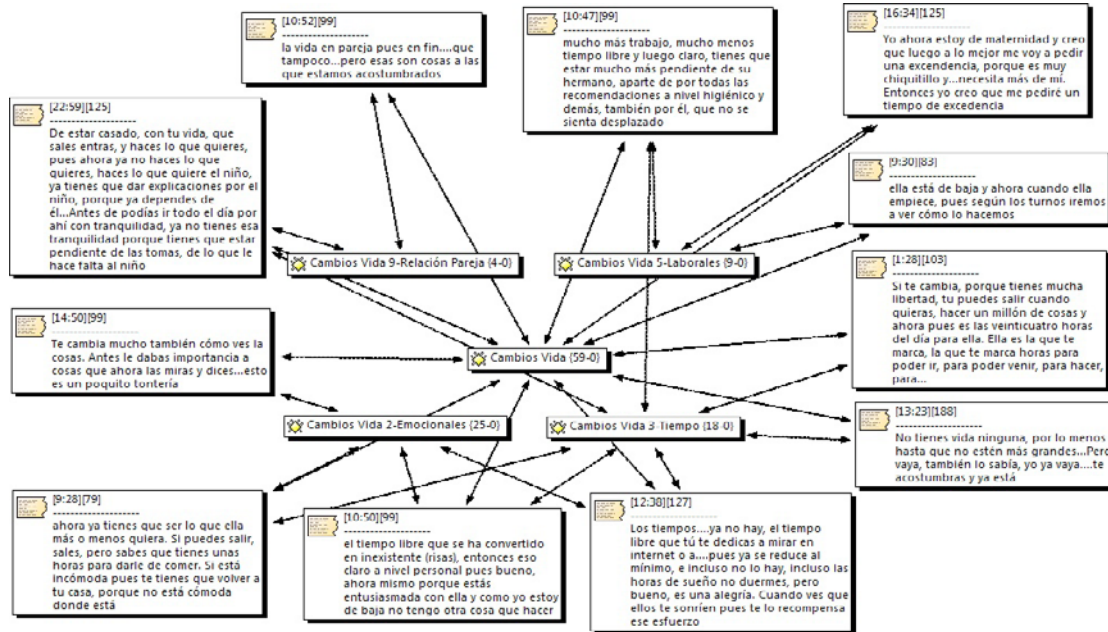 [10:52][99]
--------------------
la vida en pareja pues en fin....que
tampoco...pero esas son cosas a las
que estamos acostumbrados
[10:47][99]
--------------------
mucho más trabajo, mucho menos
tiempo libre y luego claro, tienes que
estar mucho más pendiente de su
hermano, aparte de por todas las
recomendaciones a nivel higiénico y
demás, también por él, que no se
sienta desplazado
[16:34][125]
--------------------
Yo ahora estoy de maternidad y creo
que luego a lo mejor me voy a pedir
una excendencia, porque es muy
chiquitillo y...necesita más de mí.
Entonces yo creo que me pediré un
tiempo de excedencia
[22:59][125]
--------------------
De estar casado, con tu vida, que
sales entras, y haces lo que quieres,
pues ahora ya no haces lo que
quieres, haces lo que quiere el niño,
ya tienes que dar explicaciones por el
niño, porque ya dependes de
él...Antes de podías ir todo el día por
ahí con tranquilidad, ya no tienes esa
tranquilidad porque tienes que estar
pendiente de las tomas, de lo que le
hace falta al niño
[9:30][83]
--------------------
ella está de baja y ahora cuando ella
empiece, pues según los turnos iremos
a ver cómo lo hacemos
Cambios Vida 9-Relación Pareja {4-0}
Cambios Vida 5-Laborales {9-0}
[1:28][103]
--------------------
Si te cambia, porque tienes mucha
libertad, tu puedes salir cuando
quieras, hacer un millón de cosas y
ahora pues es las veinticuatro horas
del día para ella. Ella es la que te
marca, la que te marca horas para
poder ir, para poder venir, para hacer,
para...
[14:50][99]
--------------------
Te cambia mucho también cómo ves la
cosas. Antes le dabas importancia a
cosas que ahora las miras y dices...esto
es un poquito tontería
Cambios Vida {59-0}
Cambios Vida 2-Emocionales {25-0}
Cambios Vida 3-Tiempo {18-0}
[13:23][188]
--------------------
No tienes vida ninguna, por lo menos
hasta que no estén más grandes...Pero
vaya, también lo sabía, yo ya vaya....te
acostumbras y ya está
[9:28][79]
--------------------
ahora ya tienes que ser lo que ella
más o menos quiera. Si puedes salir,
sales, pero sabes que tienes unas
horas para darle de comer. Si está
incómoda pues te tienes que volver a
tu casa, porque no está cómoda
donde está
[10:50][99]
--------------------
el tiempo libre que se ha convertido
en inexistente (risas), entonces eso
claro a nivel personal pues bueno,
ahora mismo porque estás
entusiasmada con ella y como yo estoy
de baja no tengo otra cosa que hacer
[12:38][127]
--------------------
Los tiempos....ya no hay, el tiempo
libre que tú te dedicas a mirar en
internet o a....pues ya se reduce al
mínimo, e incluso no lo hay, incluso las
horas de sueño no duermes, pero
bueno, es una alegría. Cuando ves que
ellos te sonríen pues te lo recompensa
ese esfuerzo